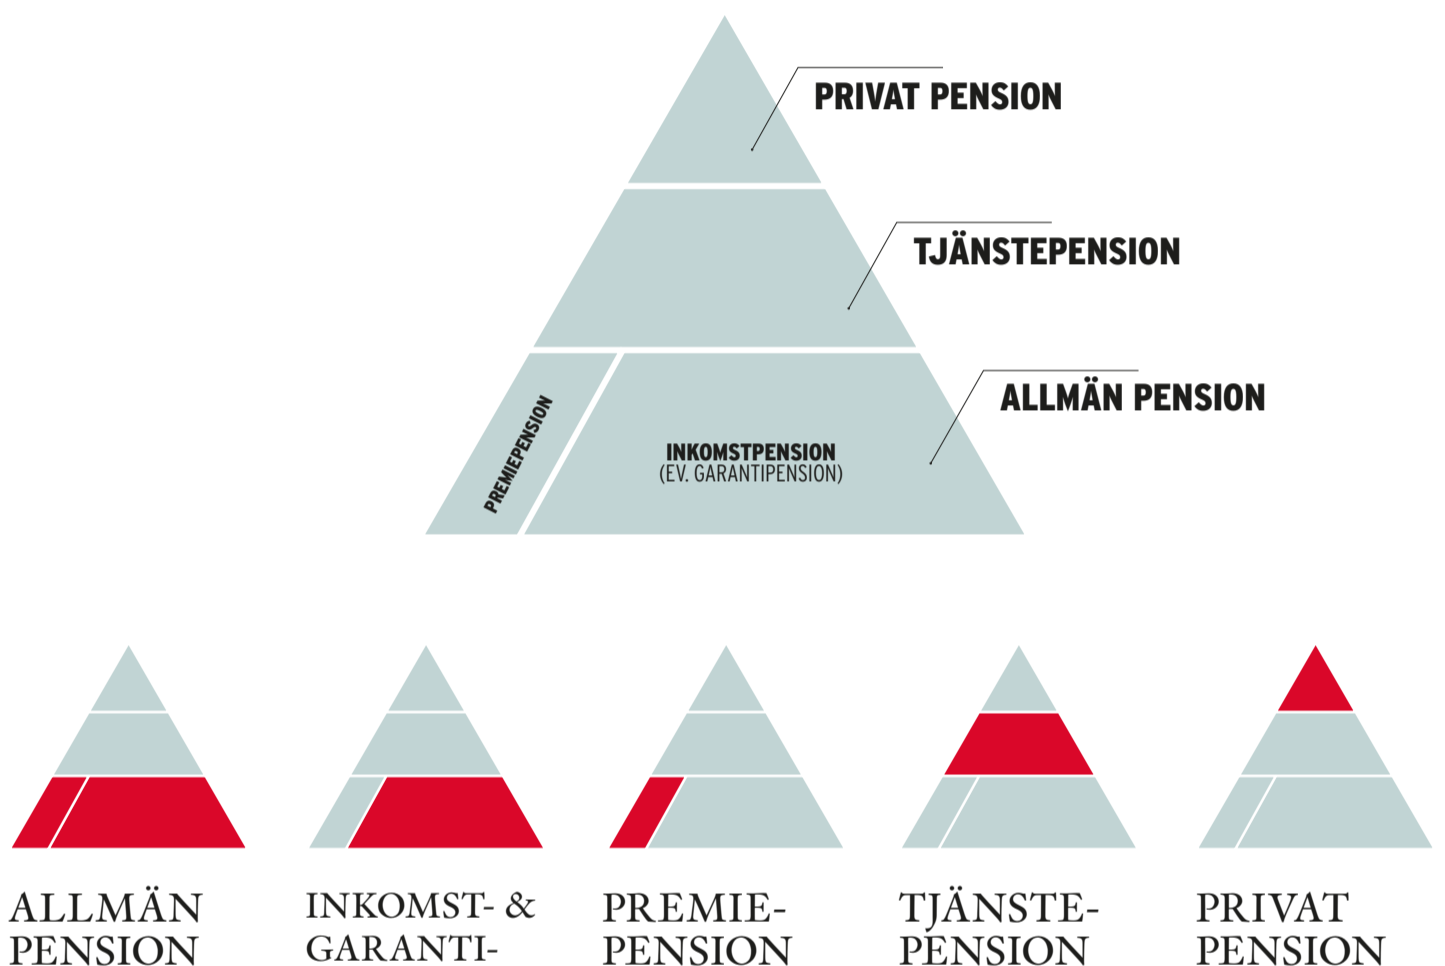 PRIVAT PENSION
TJÄNSTEPENSION
ALLMÄN PENSION
PREMIEPENSION
INKOMSTPENSION
(EV. GARANTIPENSION)
ALLMÄN
PENSION
INKOMST- &
GARANTI-
PREMIE-
PENSION
TJÄNSTE-
PENSION
PRIVAT
PENSION